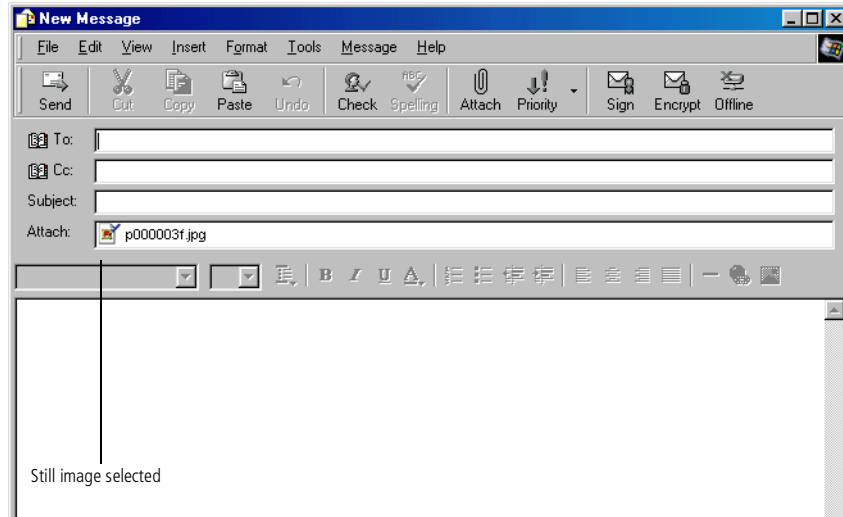 New Message
File Edit View Insert Format Tools Message Help
ABC
Send Cut Copy Paste Undo Check Spelling Attach Priority Sign Encrypt Offline
To:
Cc:
Subject:
Attach: p000003f.jpg
B I U A
Still image selected